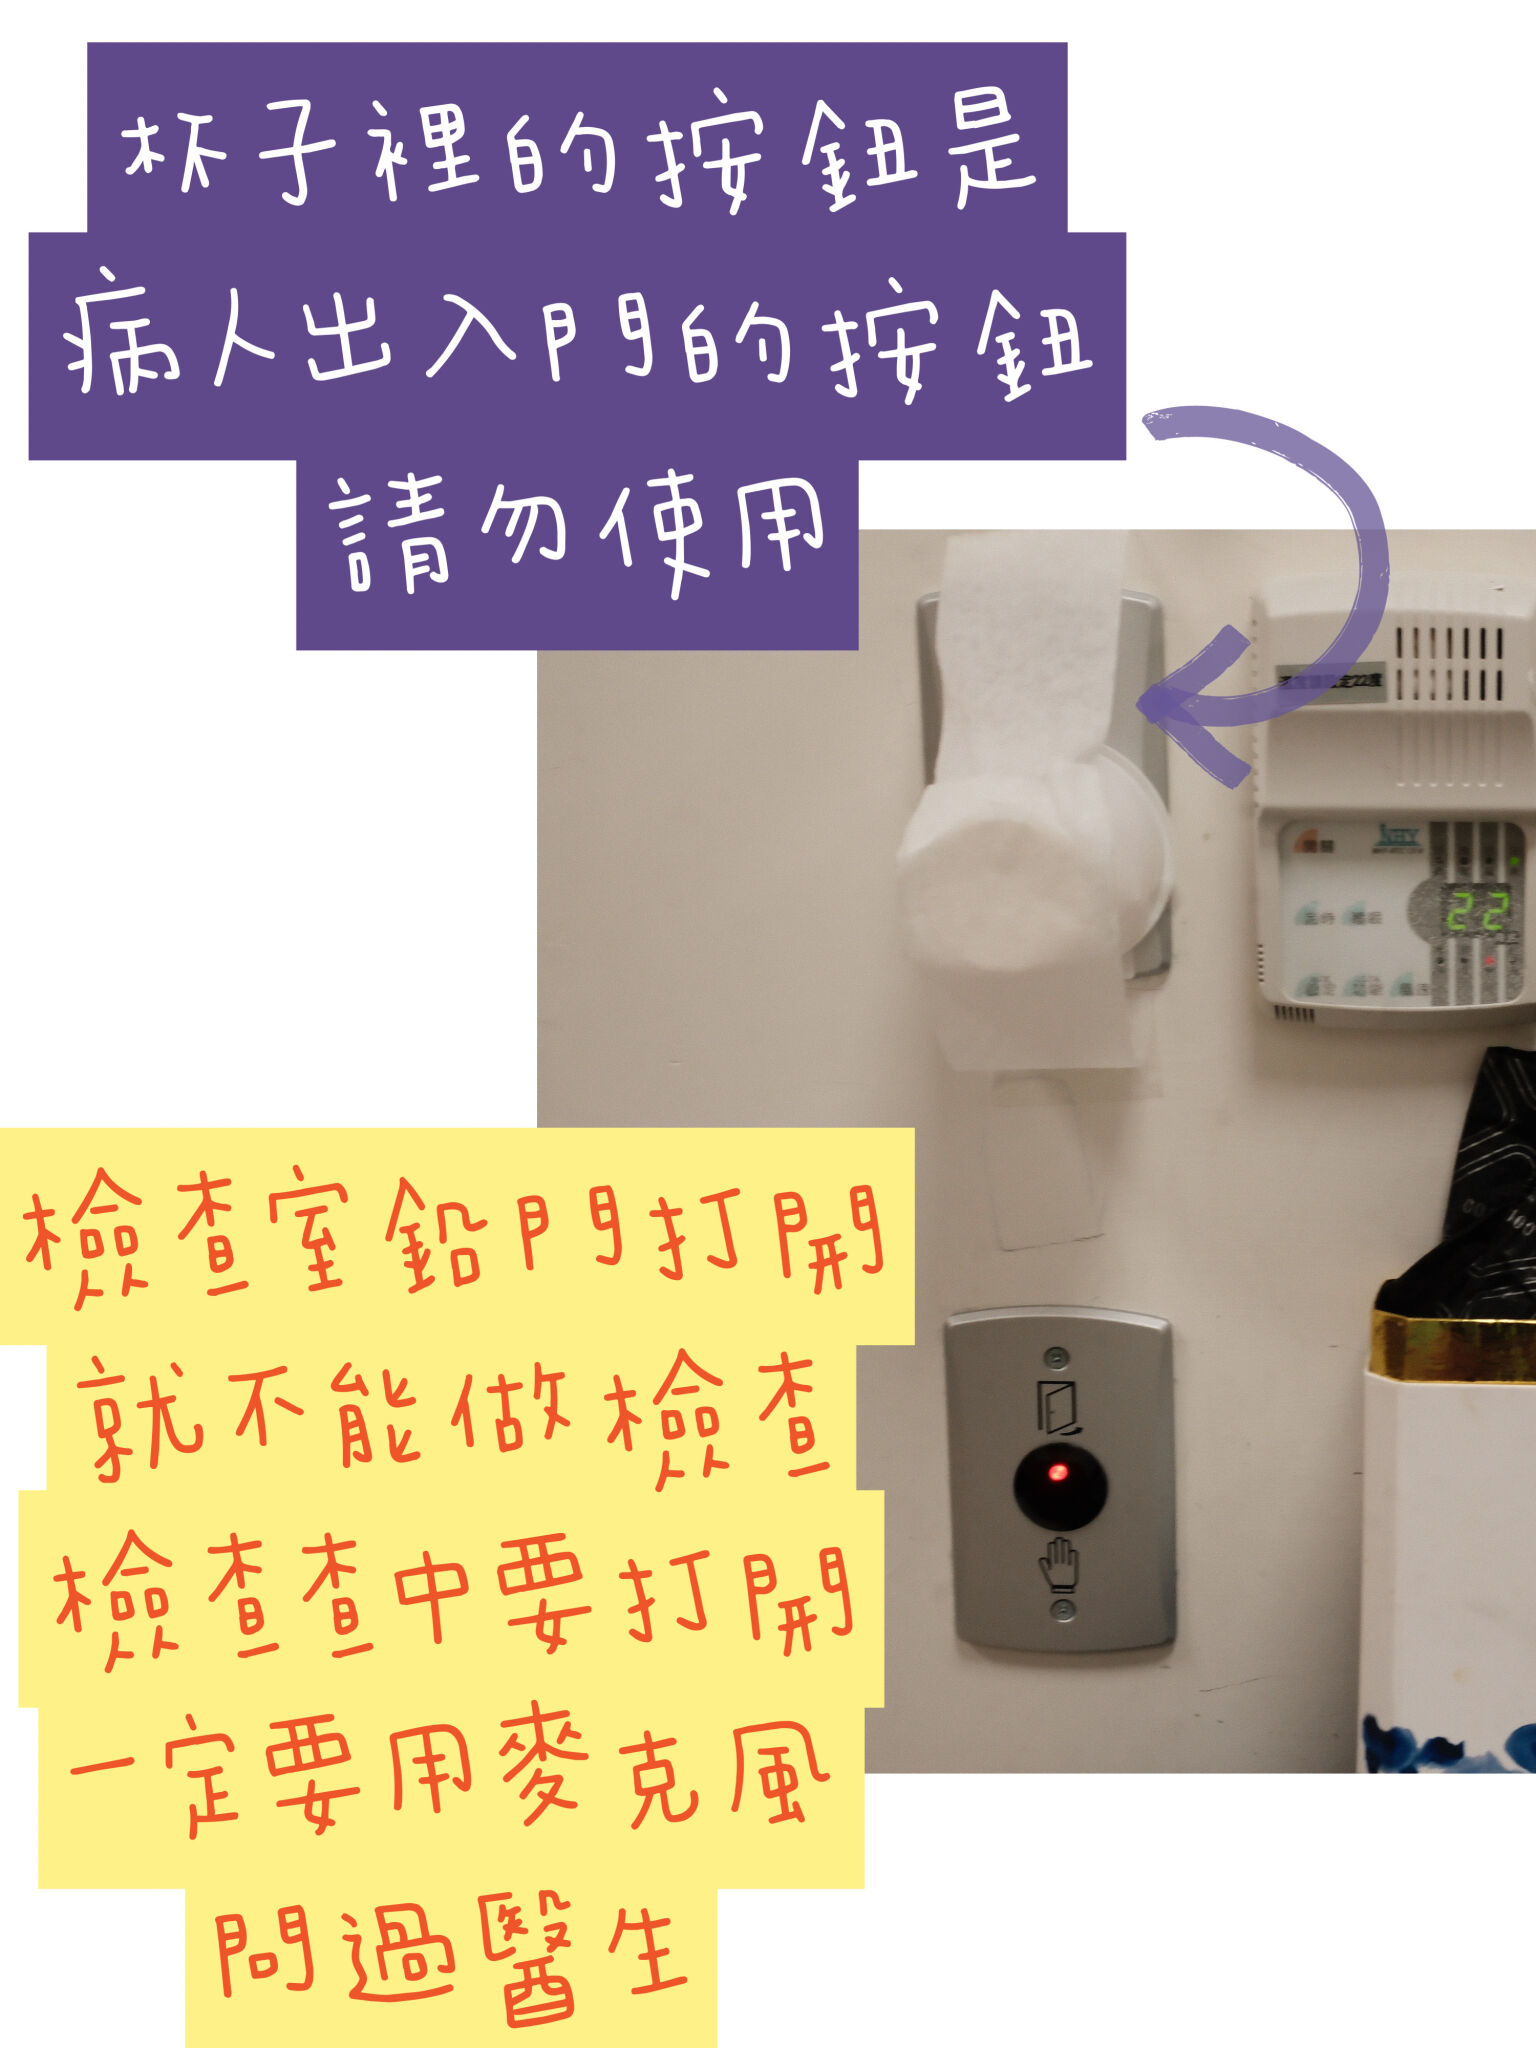 杯子裡的按鈕是
病人出入門的按鈕
請勿使用
22
檢查室鉛門打開
就不能做檢查
檢查查中要打開
一定要用麥克風
問過醫生